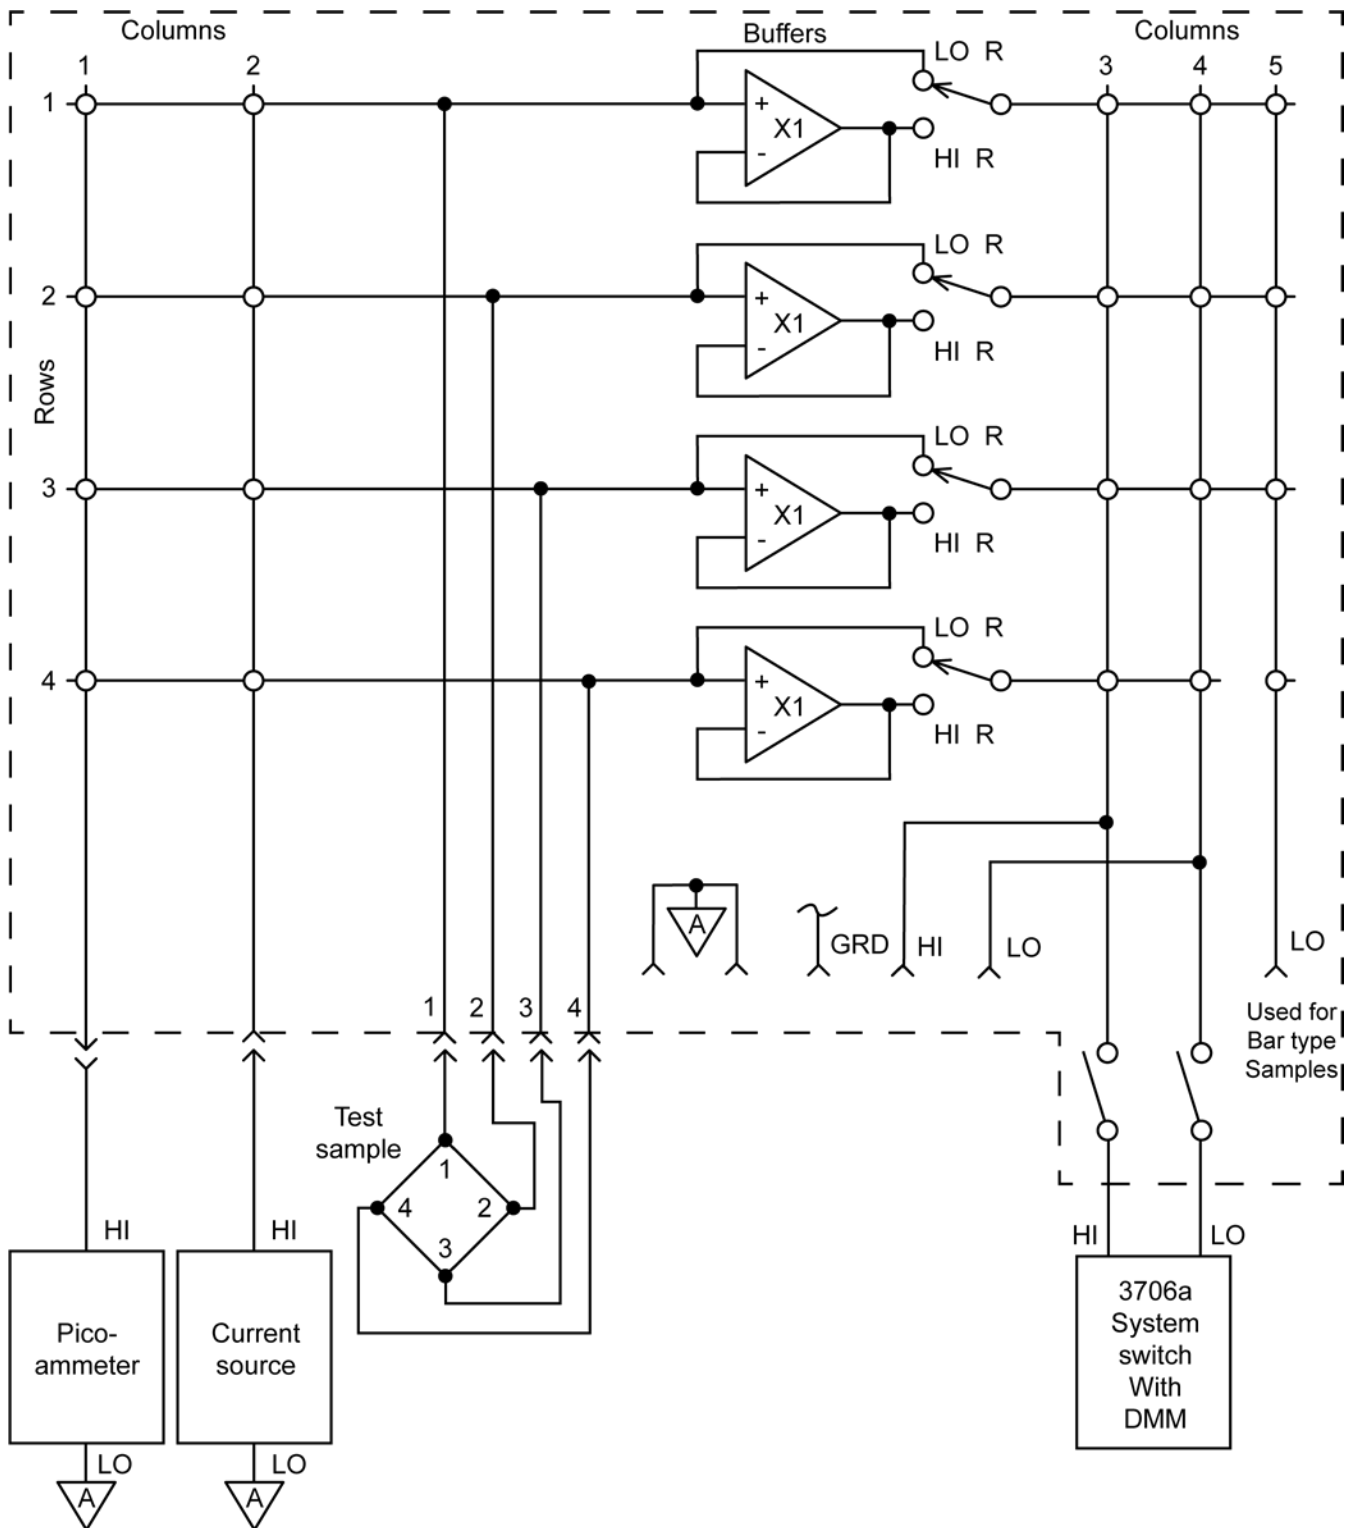 Columns
Buffers
Columns
1
2
3
4
5
LO R
1
+
X1
-
HI R
LO R
2
+
X1
-
HI R
Rows
LO R
3
+
X1
-
HI R
LO R
4
+
X1
-
HI R
A
GRD
HI
LO
LO
1
2
3
4
Used for
Bar type
Samples
Test
sample
1
4
2
3
HI
HI
HI
LO
Pico-
ammeter
Current
source
3706a
System
switch
With
DMM
LO
LO
A
A